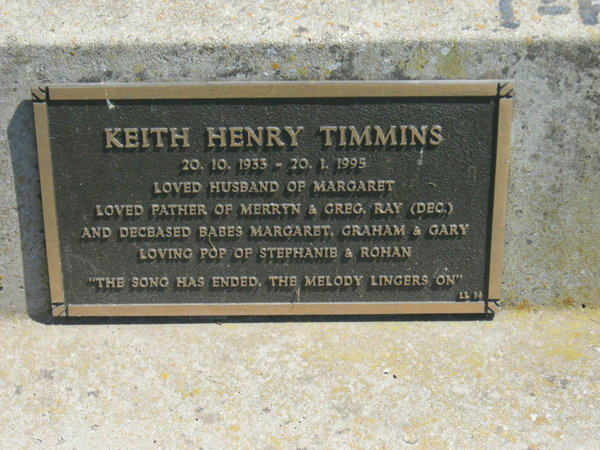 KEITH HENRY TIMMINS
20. 10. 1933 – 20. 1. 1995
LOVED HUSBAND OF MARGARET
LOVED FATHER OF MERRYN & GREG, RAY (DEC.)
AND DECEASED BABES MARGARET, GRAHAM & GARY
LOVING POP OF STEPHANIE & ROHAN
"THE SONG HAS ENDED, THE MELODY LINGERS ON"